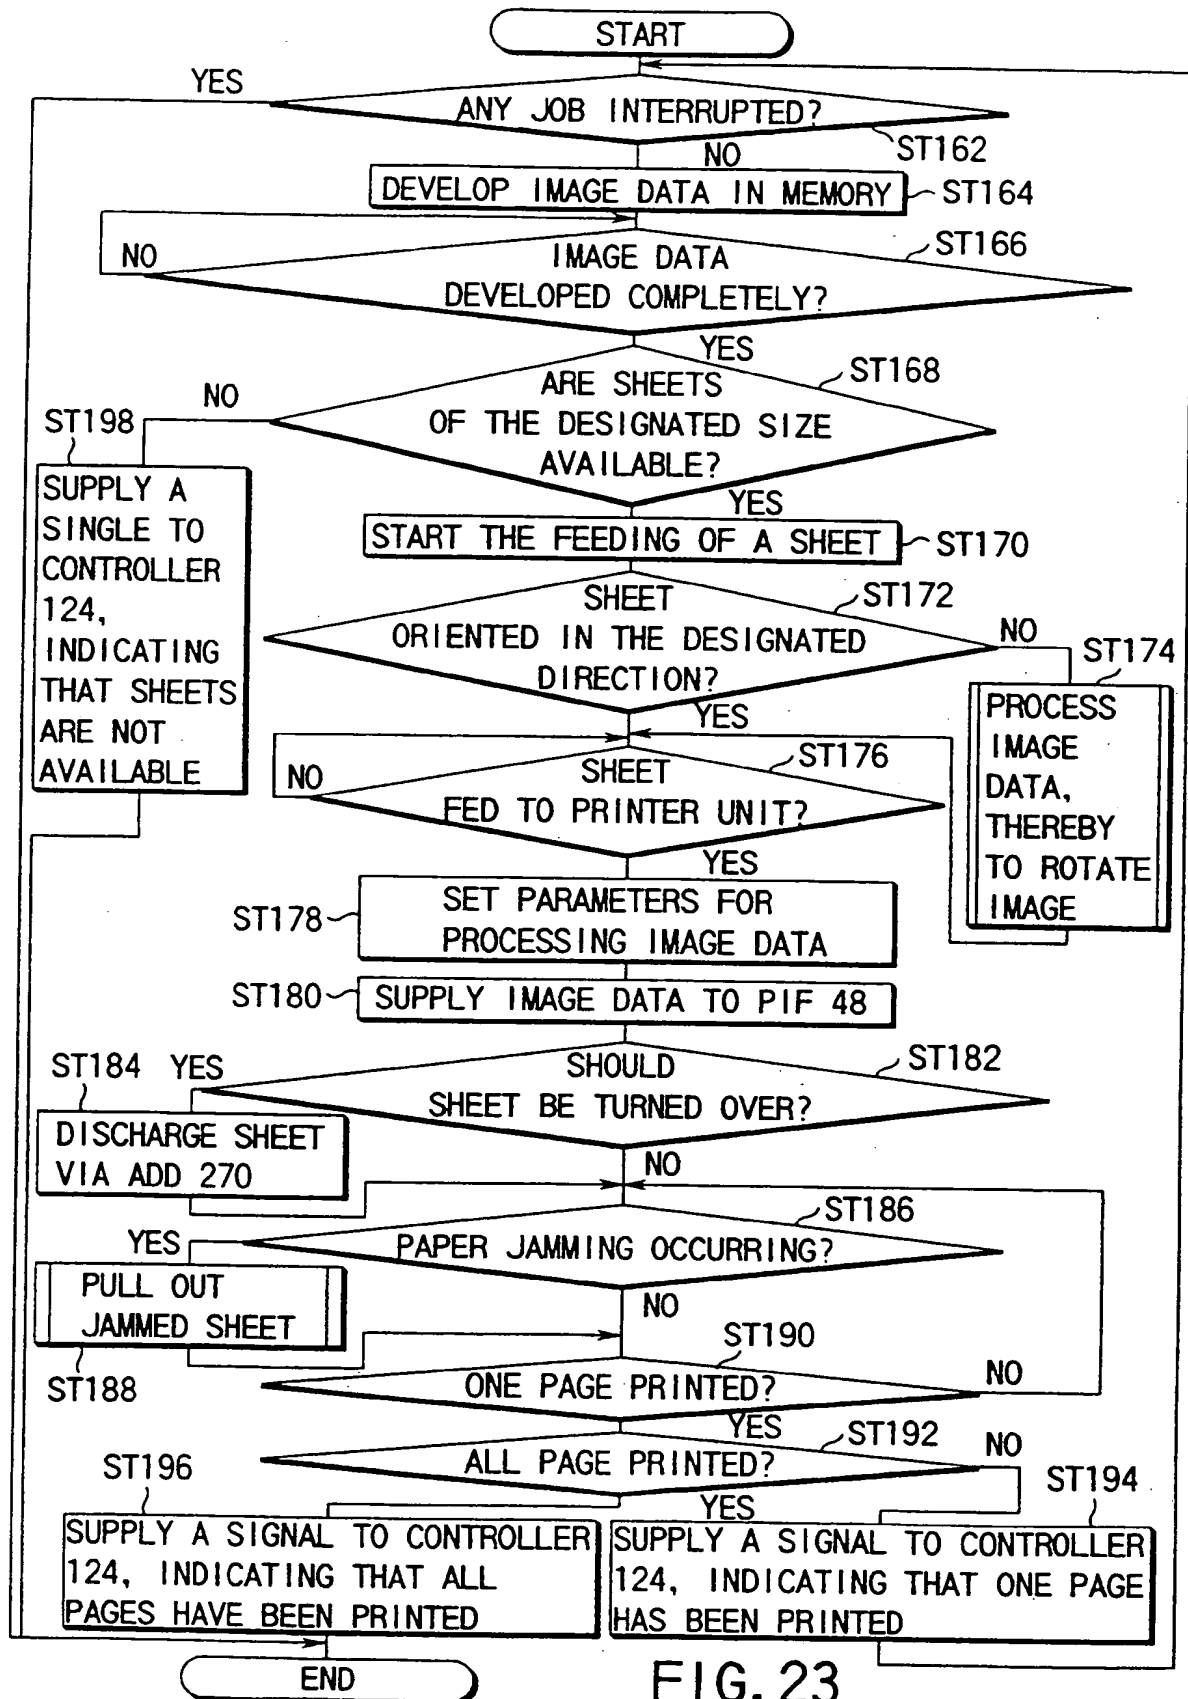 START
YES
ANY JOB INTERRUPTED?
ST162
NO
DEVELOP IMAGE DATA IN MEMORY
ST164
ST166
NO
IMAGE DATA
DEVELOPED COMPLETELY?
YES
ST168
NO
ARE SHEETS
OF THE DESIGNATED SIZE
AVAILABLE?
ST198
SUPPLY A
SINGLE TO
CONTROLLER
124,
INDICATING
THAT SHEETS
ARE NOT
AVAILABLE
YES
START THE FEEDING OF A SHEET
ST170
ST172
SHEET
ORIENTED IN THE DESIGNATED
DIRECTION?
NO
ST174
PROCESS
IMAGE
DATA,
THEREBY
TO ROTATE
IMAGE
YES
ST176
NO
SHEET
FED TO PRINTER UNIT?
YES
ST178
SET PARAMETERS FOR
PROCESSING IMAGE DATA
ST180
SUPPLY IMAGE DATA TO PIF 48
ST182
ST184
YES
SHOULD
SHEET BE TURNED OVER?
DISCHARGE SHEET
VIA ADD 270
NO
ST186
YES
PAPER JAMMING OCCURRING?
PULL OUT
JAMMED SHEET
ST188
NO
ST190
ONE PAGE PRINTED?
NO
YES
ST192
ALL PAGE PRINTED?
NO
ST196
YES
ST194
SUPPLY A SIGNAL TO CONTROLLER
124, INDICATING THAT ALL
PAGES HAVE BEEN PRINTED
SUPPLY A SIGNAL TO CONTROLLER
124, INDICATING THAT ONE PAGE
HAS BEEN PRINTED
END
FIG. 23